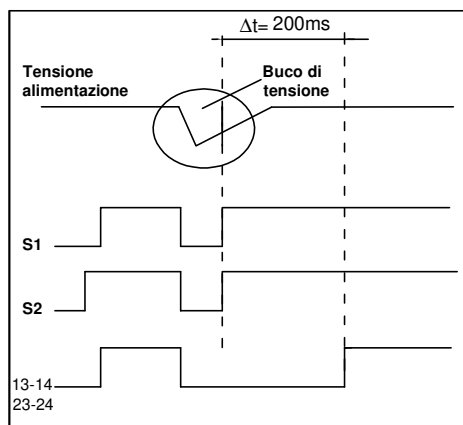 Δt= 200ms
Tensione
alimentazione
Buco di
tensione
S1
S2
13-14
23-24